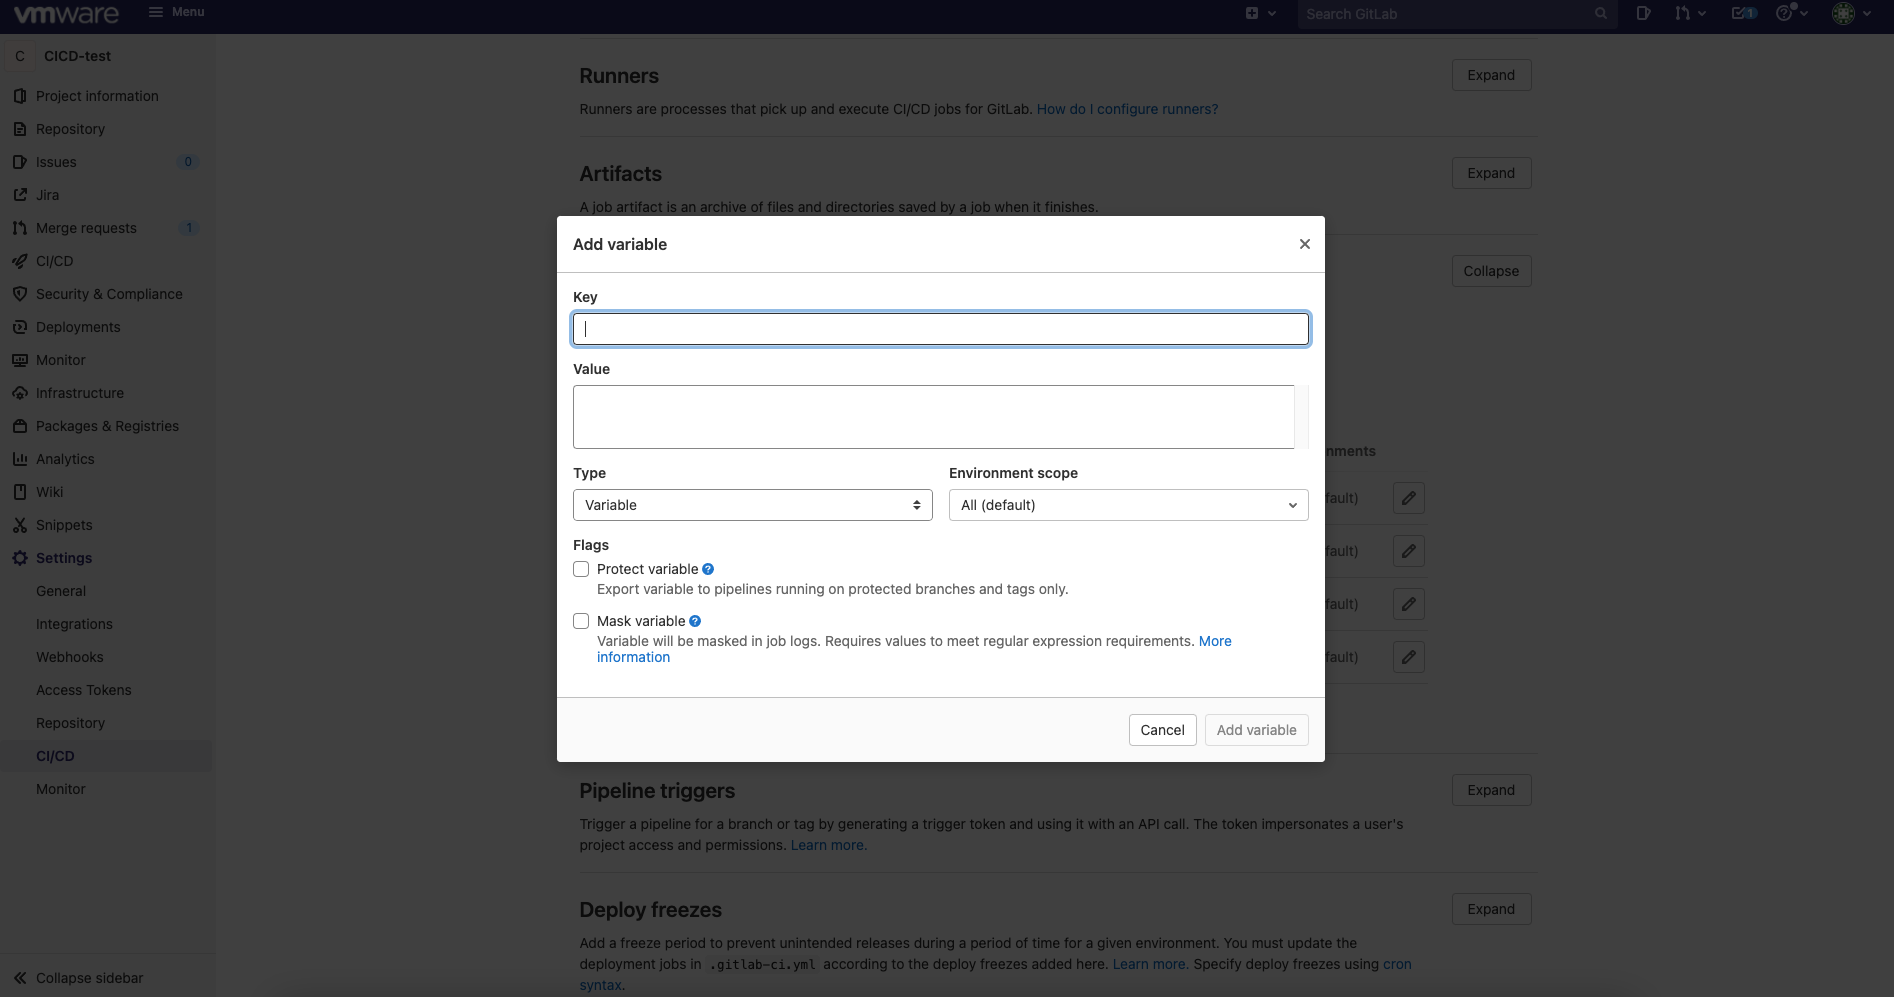 vmware
Menu
Search GitLab
1
C
CICD-test
Project information
Repository
Issues
0
Jira
Merge requests
1
CI/CD
Security & Compliance
Deployments
Monitor
Infrastructure
Packages & Registries
Analytics
Wiki
Snippets
Settings
General
Integrations
Webhooks
Access Tokens
Repository
CI/CD
Monitor
Collapse sidebar
Runners
Expand
Runners are processes that pick up and execute CI/CD jobs for GitLab. How do I configure runners?
Artifacts
Expand
A job artifact is an archive of files and directories saved by a job when it finishes.
Collapse
Add variable
Key
Value
Type
Environment scope
Variable
All (default)
Flags
Protect variable
Export variable to pipelines running on protected branches and tags only.
Mask variable
Variable will be masked in job logs. Requires values to meet regular expression requirements. More
information
Cancel
Add variable
nments
fault)
fault)
fault)
fault)
Pipeline triggers
Expand
Trigger a pipeline for a branch or tag by generating a trigger token and using it with an API call. The token impersonates a user's
project access and permissions. Learn more.
Deploy freezes
Expand
Add a freeze period to prevent unintended releases during a period of time for a given environment. You must update the
deployment jobs in .gitlab-ci.yml according to the deploy freezes added here. Learn more. Specify deploy freezes using cron
syntax.